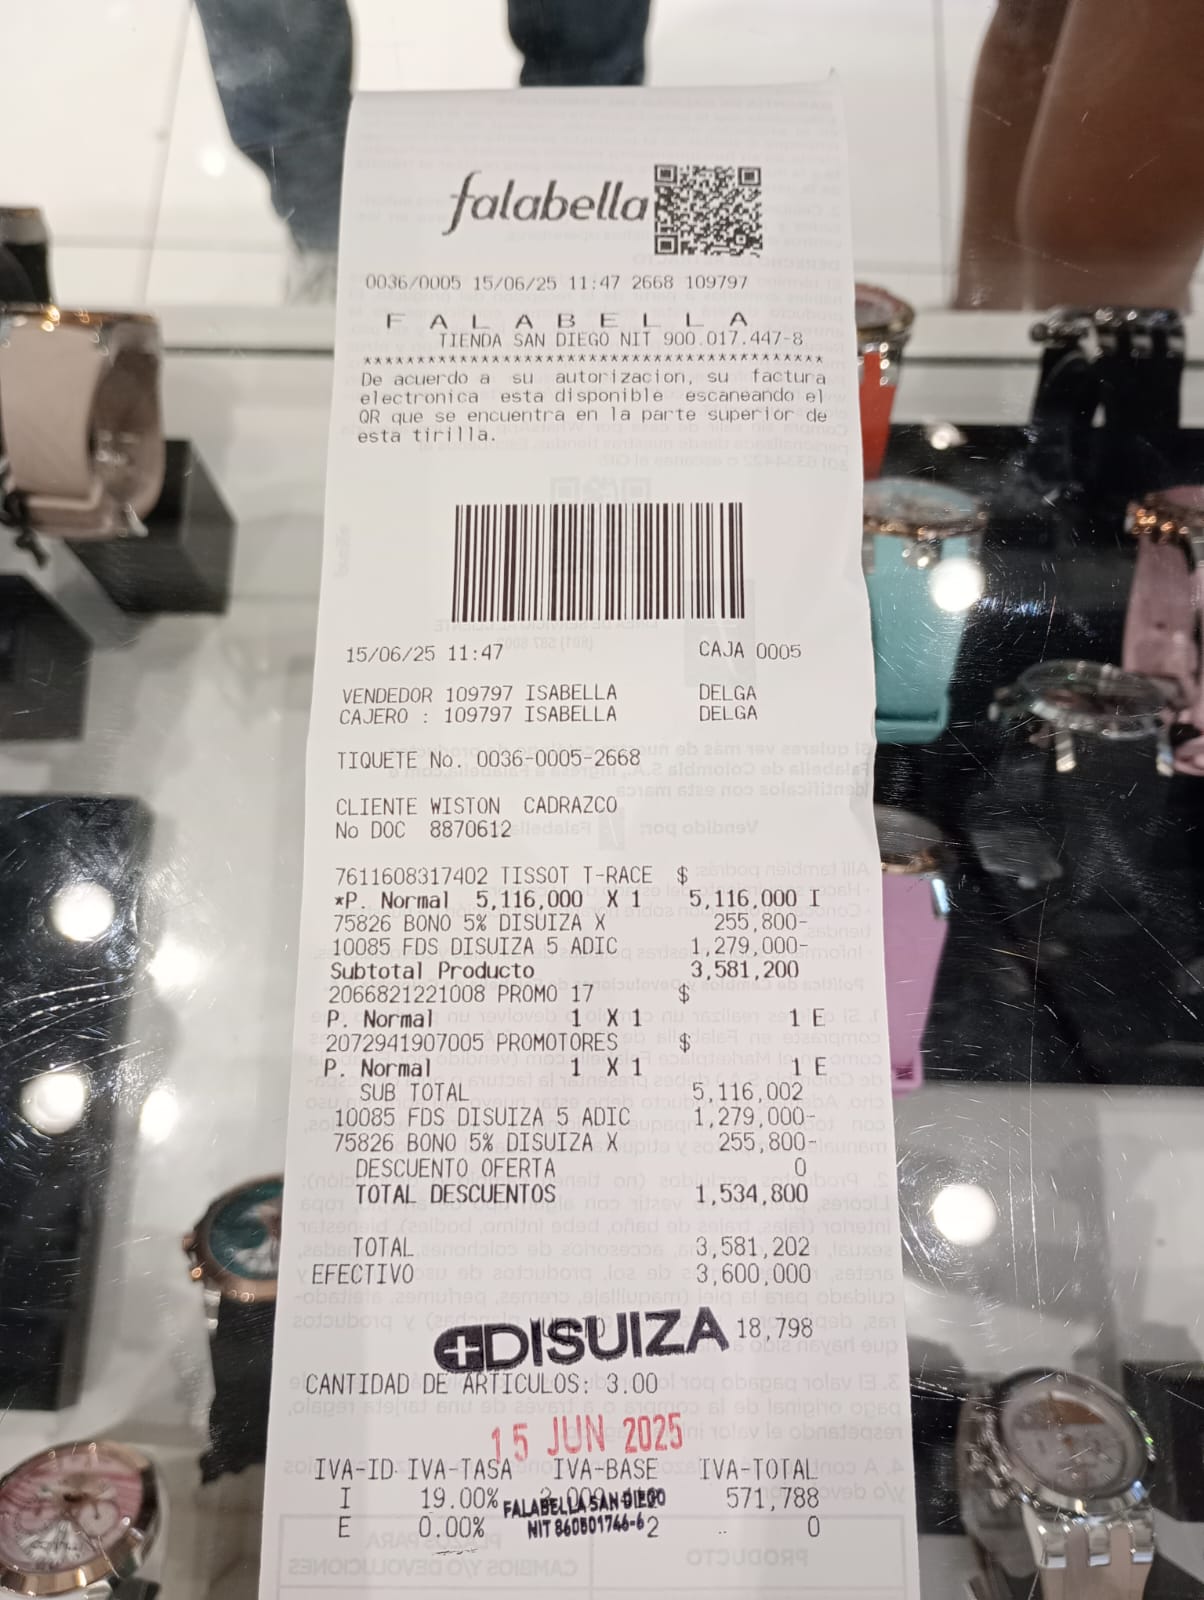 falabella
0036/0005 15/06/25 11:47 2668 109797
F A L A B E L L A
TIENDA SAN DIEGO NIT 900.017.447-8
******************************************
De acuerdo a su autorizacion, su factura
electronica esta disponible escaneando el
QR que se encuentra en la parte superior de
esta tirilla.
15/06/25 11:47 CAJA 0005
VENDEDOR 109797 ISABELLA DELGA
CAJERO : 109797 ISABELLA DELGA
TIQUETE No. 0036-0005-2668
CLIENTE WISTON CADRAZCO
No DOC 8870612
7611608317402 TISSOT T-RACE $
*P. Normal 5,116,000 X 1 5,116,000 I
75826 BONO 5% DISUIZA X 255,800-
10085 FDS DISUIZA 5 ADIC 1,279,000-
Subtotal Producto 3,581,200
2066821221008 PROMO 17 $
P. Normal 1 X 1 1 E
2072941907005 PROMOTORES $
P. Normal 1 X 1 1 E
SUB TOTAL 5,116,002
10085 FDS DISUIZA 5 ADIC 1,279,000-
75826 BONO 5% DISUIZA X 255,800-
DESCUENTO OFERTA 0
TOTAL DESCUENTOS 1,534,800
TOTAL 3,581,202
EFECTIVO 3,600,000
DISUIZA 18,798
CANTIDAD DE ARTICULOS: 3.00
15 JUN 2025
IVA-ID IVA-TASA IVA-BASE IVA-TOTAL
I 19.00% 571,788
FALABELLA SAN DIEGO
E 0.00% 2 0
NIT 860501746-6